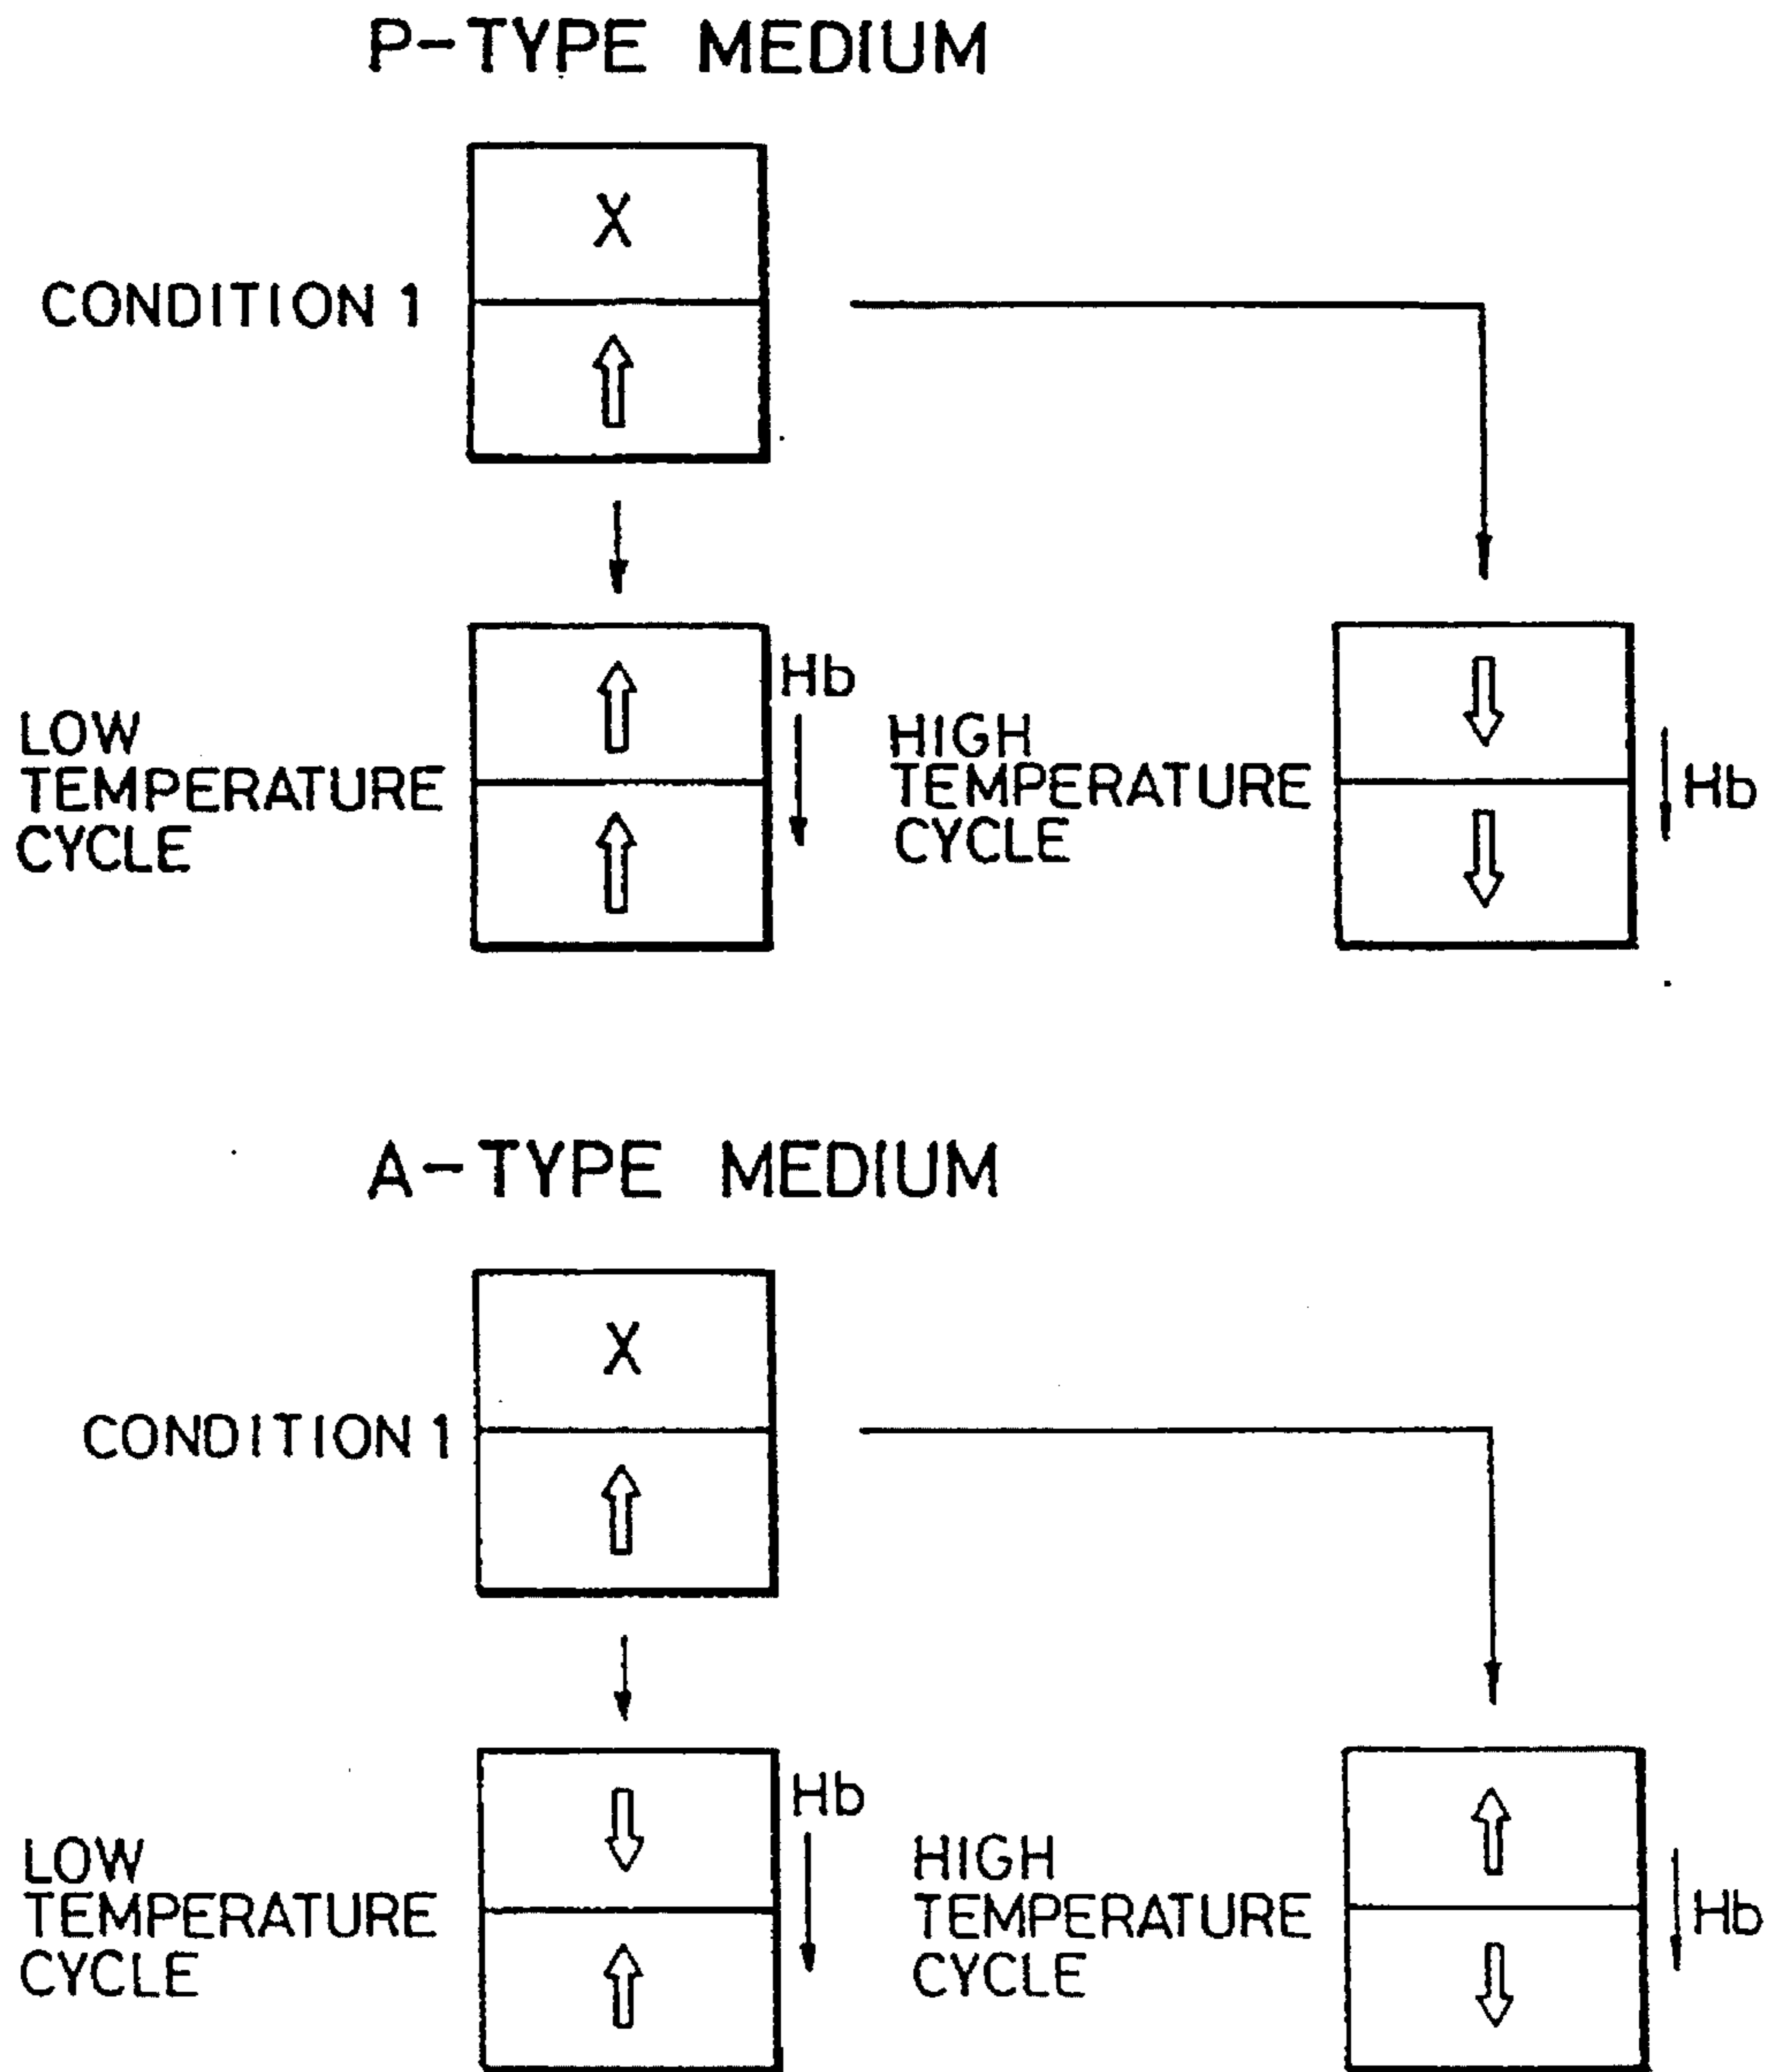 P-TYPE MEDIUM
X
CONDITION 1
Hb
LOW
TEMPERATURE
CYCLE
HIGH
TEMPERATURE
CYCLE
Hb
A-TYPE MEDIUM
X
CONDITION 1
Hb
LOW
TEMPERATURE
CYCLE
HIGH
TEMPERATURE
CYCLE
Hb